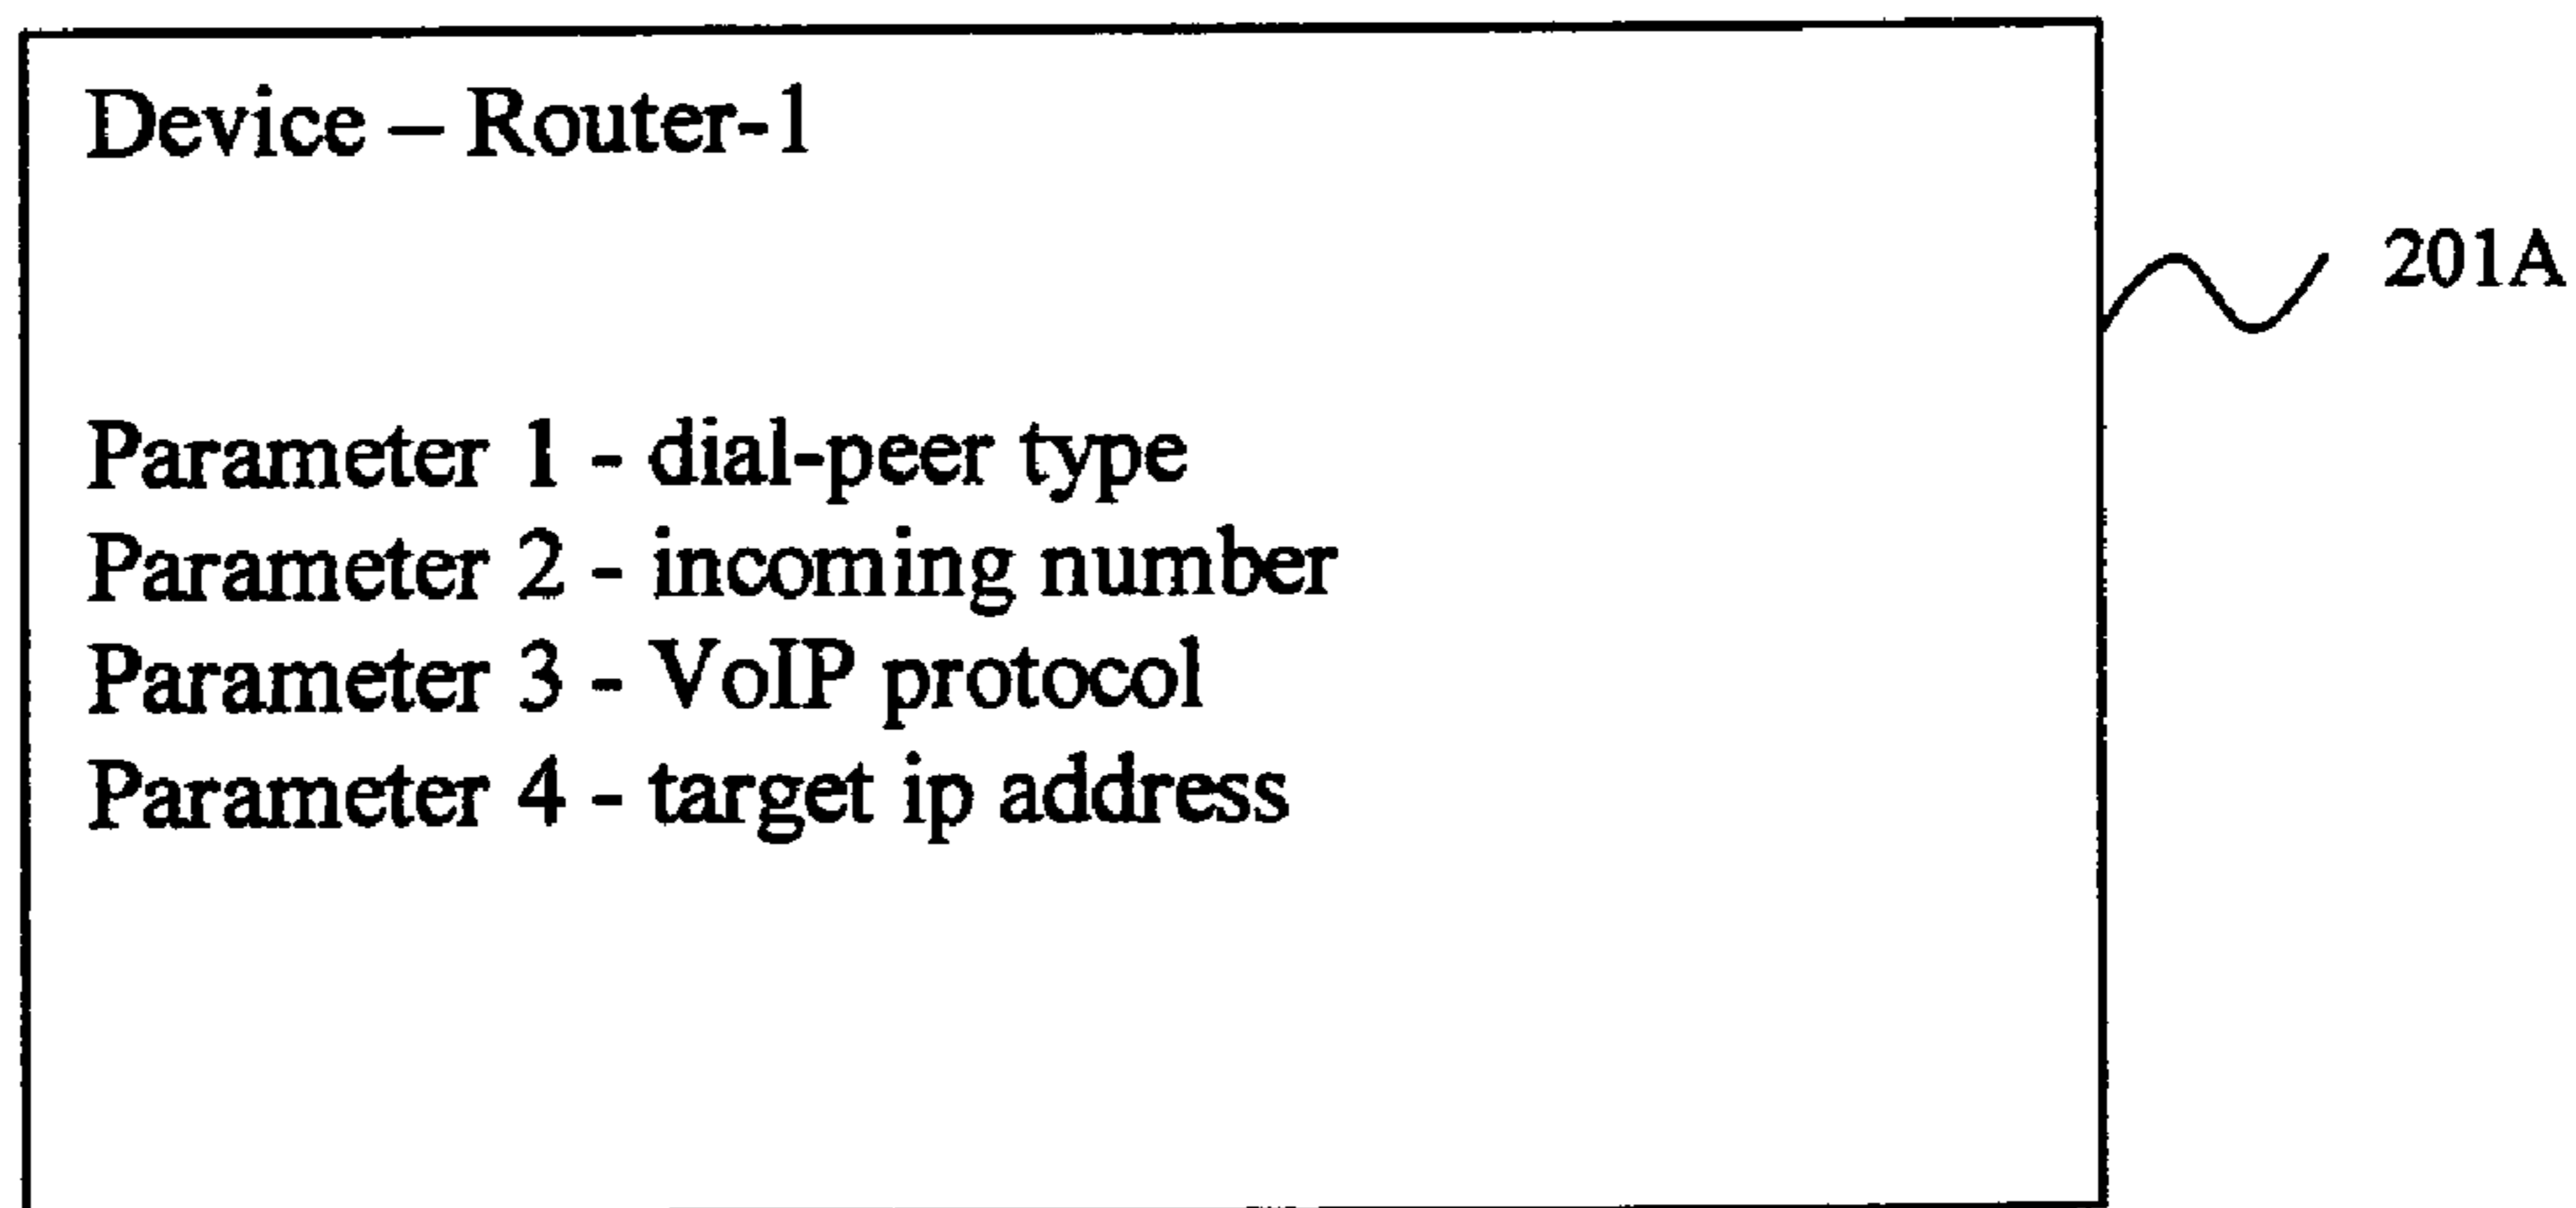 Device – Router-1
201A
Parameter 1 - dial-peer type
Parameter 2 - incoming number
Parameter 3 - VoIP protocol
Parameter 4 - target ip address